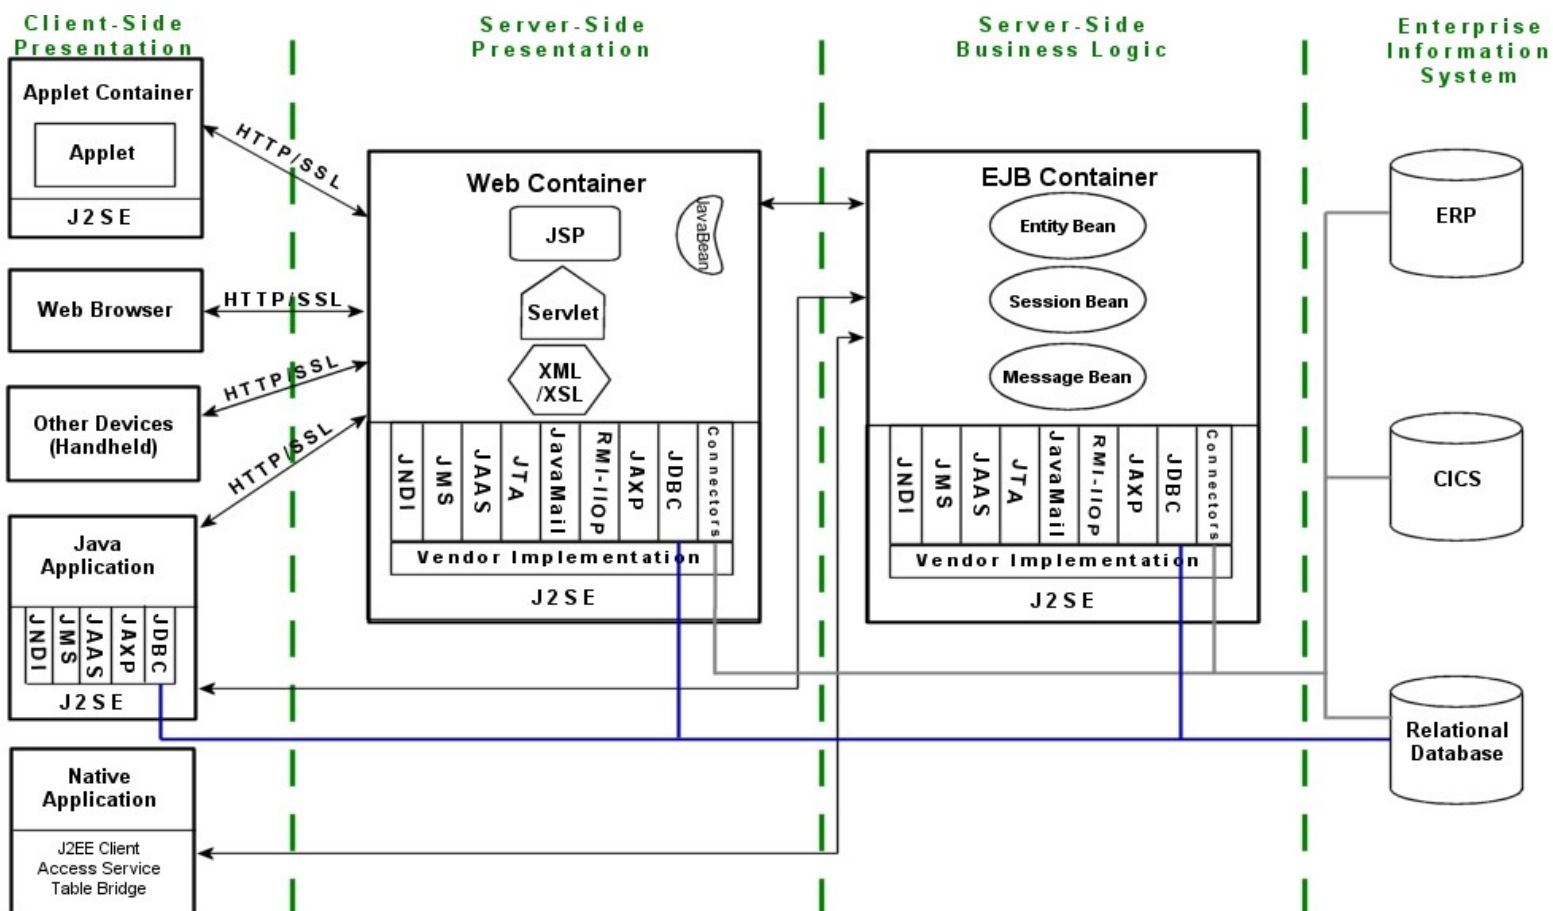 Client-Side
Presentation
Server-Side
Presentation
Server-Side
Business Logic
Enterprise
Information
System
Applet Container
Applet
J2SE
HTTP/SSL
Web Browser
HTTP/SSL
Other Devices
(Handheld)
HTTP/SSL
HTTP/SSL
Java
Application
JNDI
JMS
JAAS
JAXP
JDBC
J2SE
Native
Application
J2EE Client
Access Service
Table Bridge
Web Container
JSP
JavaBean
Servlet
XML
/XSL
JNDI
JMS
JAAS
JTA
JavaMail
RMI-IIOP
JAXP
JDBC
Connectors
Vendor Implementation
J2SE
EJB Container
Entity Bean
Session Bean
Message Bean
JNDI
JMS
JAAS
JTA
JavaMail
RMI-IIOP
JAXP
JDBC
Connectors
Vendor Implementation
J2SE
ERP
CICS
Relational
Database